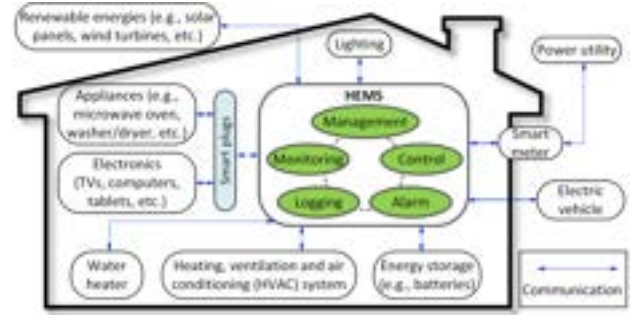 Renewable energies (e.g., solar
panels, wind turbines, etc.)
Lighting
Power utility
HEMS
Management
Monitoring
Control
Logging
Alarm
Appliances (e.g.,
microwave oven,
washer/dryer, etc.)
Smart plugs
Electronics
(TVs, computers,
tablets, etc.)
Smart
meter
Electric
vehicle
Water
heater
Heating, ventilation and air
conditioning (HVAC) system
Energy storage
(e.g., batteries)
Communication